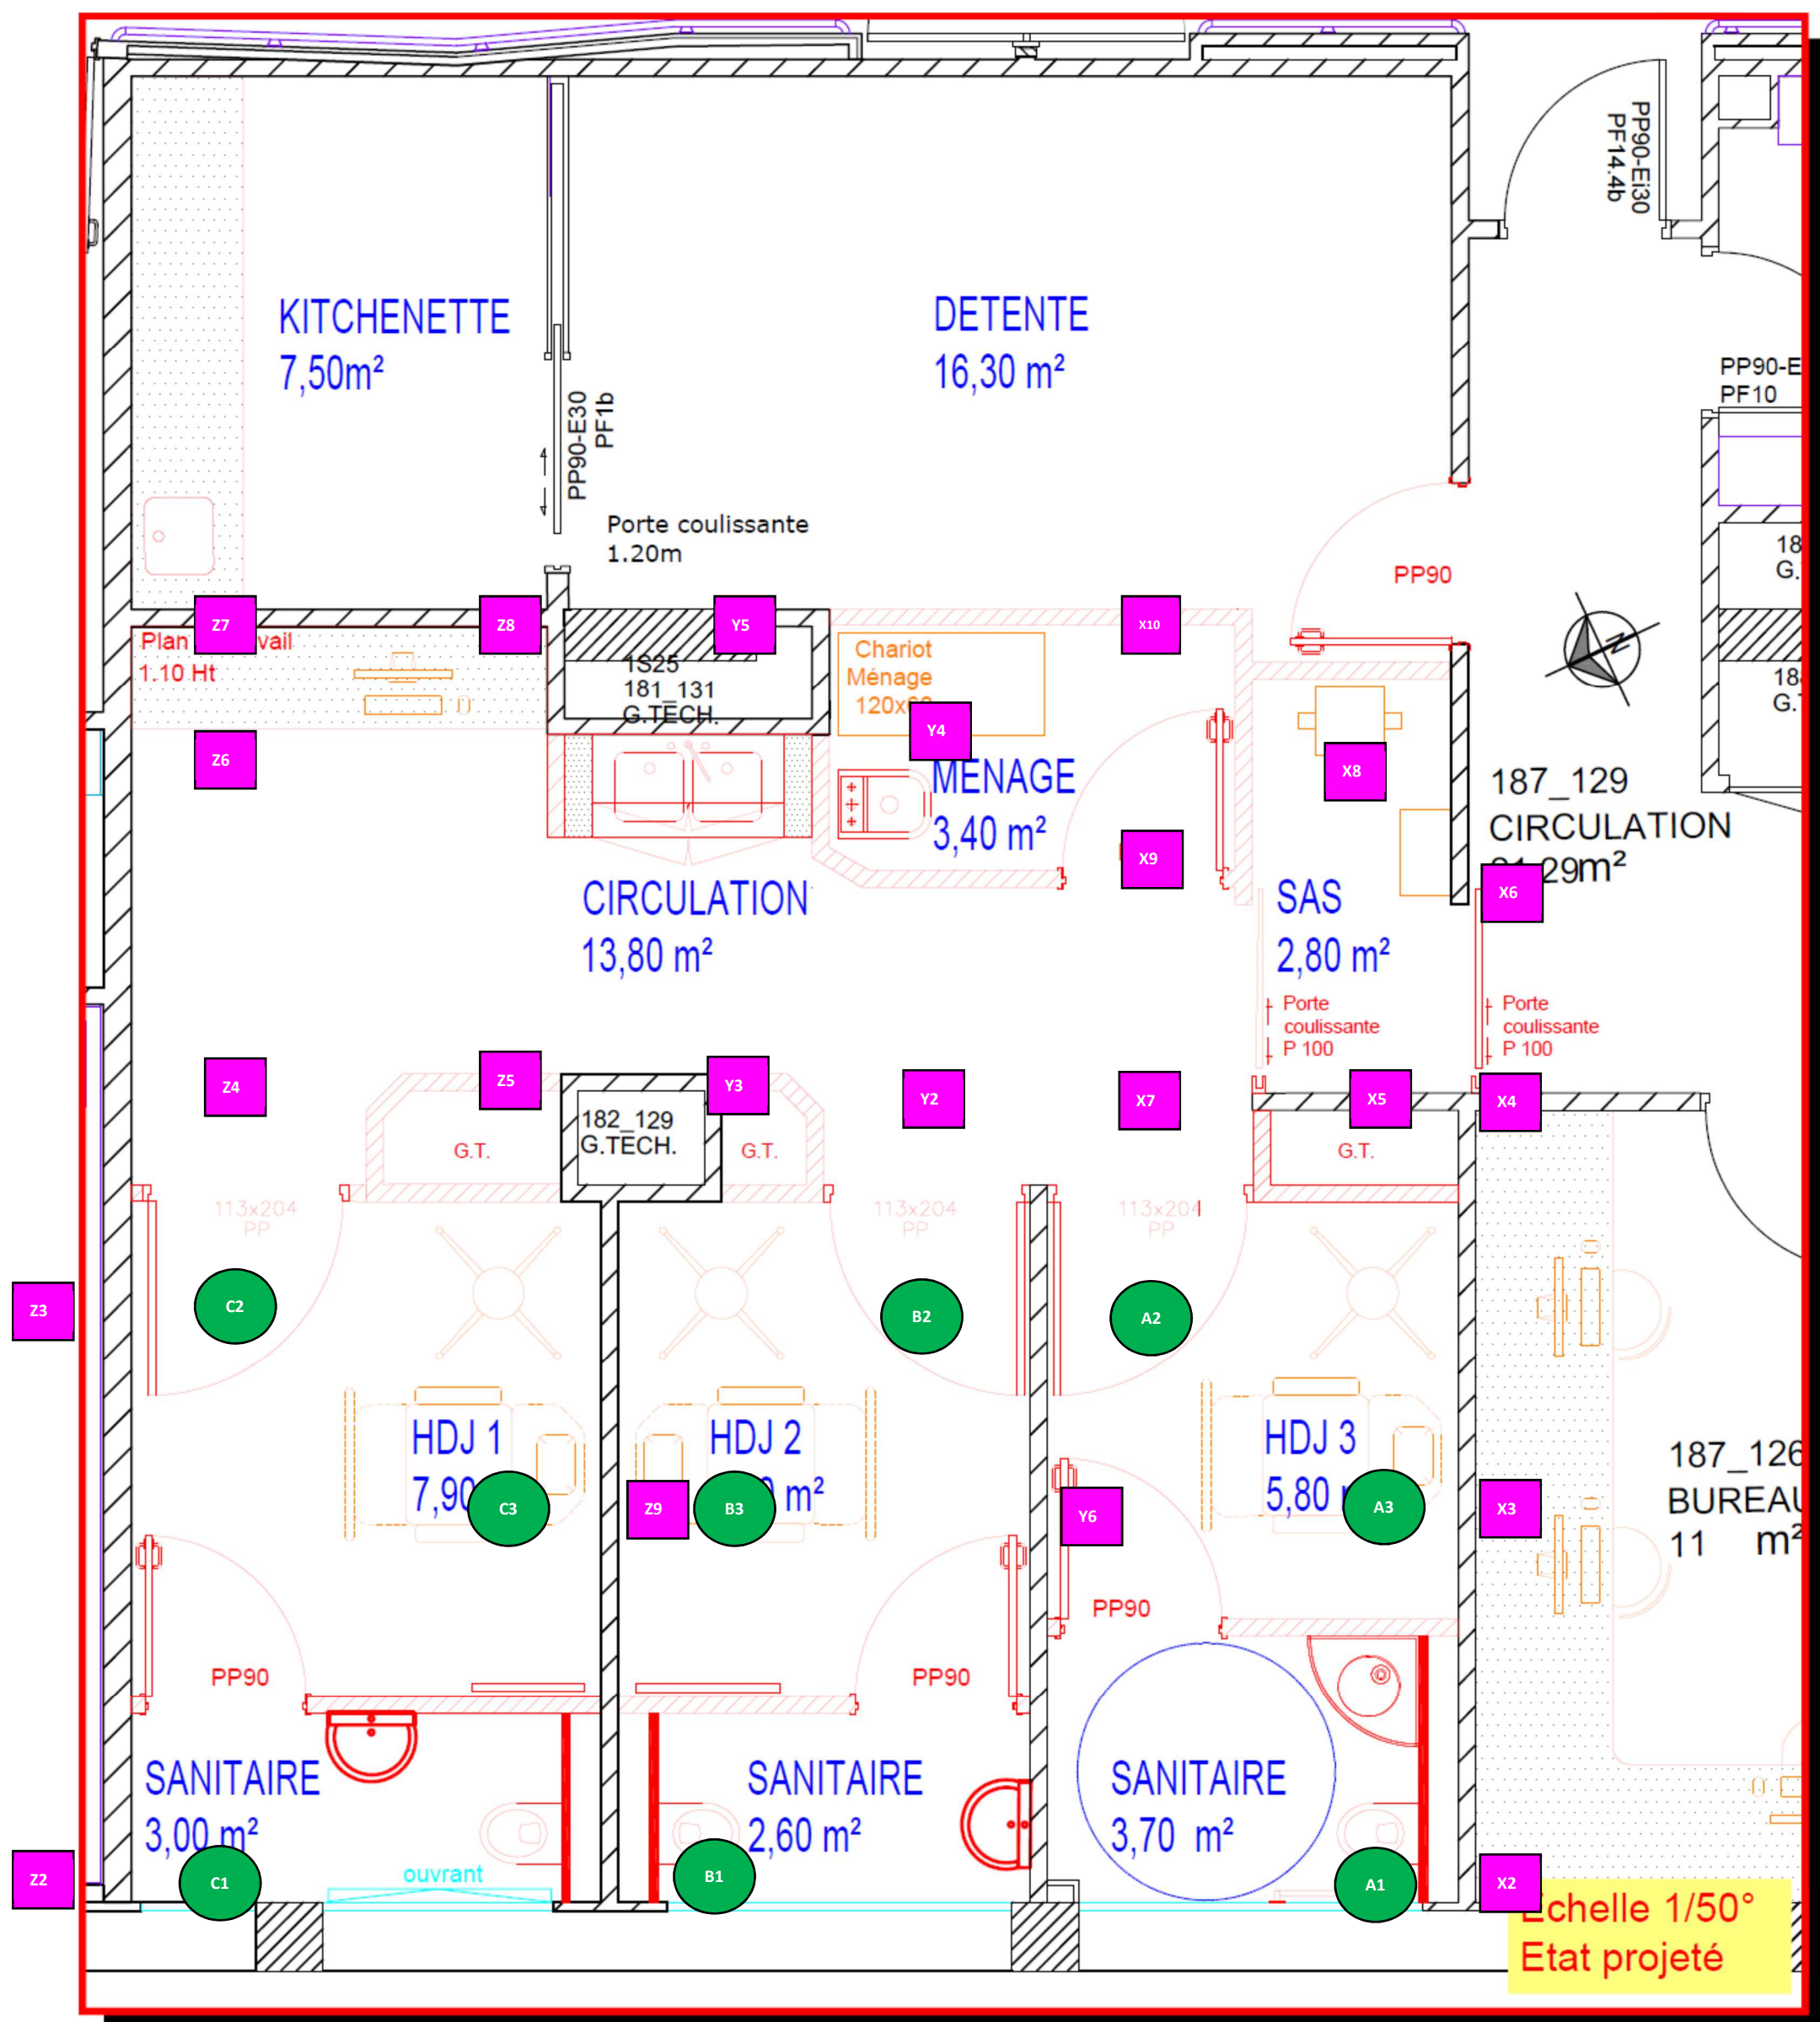 PP90-Ei30
PF14.4b
KITCHENETTE
7,50m²
DETENTE
16,30 m²
PP90-E30
PF1b
PP90-E
PF10
Porte coulissante
1.20m
PP90
18
G.
Z7
Z8
Y5
X10
N
Plan
vail
1.10 Ht
1S25
181_131
G.TECH.
Chariot
Ménage
120x6
18
G.
Y4
Z6
X8
MENAGE
3,40 m²
X9
187_129
CIRCULATION
29m²
X6
CIRCULATION
13,80 m²
SAS
2,80 m²
Porte
coulissante
P 100
Porte
coulissante
P 100
Z4
Z5
Y3
Y2
X7
X5
X4
182_129
G.TECH.
G.T.
G.T.
G.T.
113x204
PP
113x204
PP
113x204
PP
Z3
C2
B2
A2
HDJ 1
7,90
HDJ 2
m²
HDJ 3
5,80
C3
Z9
B3
Y6
A3
X3
187_126
BUREAU
11 m²
PP90
PP90
PP90
SANITAIRE
3,00 m²
SANITAIRE
2,60 m²
SANITAIRE
3,70 m²
Z2
C1
ouvrant
B1
A1
X2
Echelle 1/50°
Etat projeté